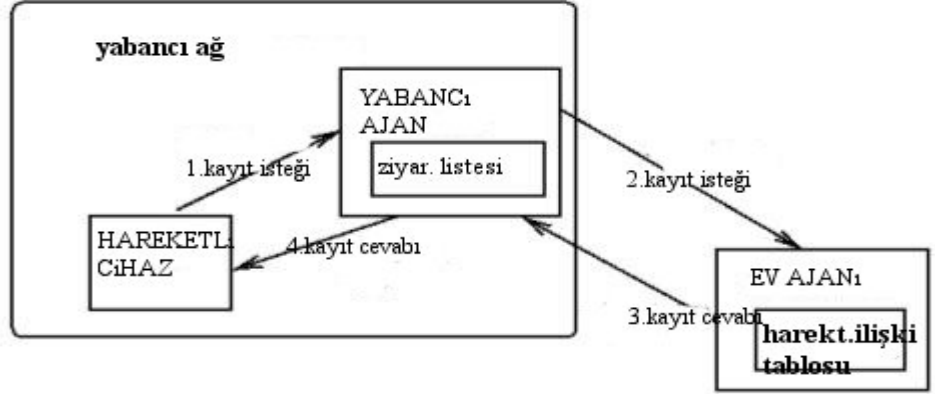 yabancı ağ
YABANCı
AJAN
ziyar. listesi
1.kayıt isteği
2.kayıt isteği
HAREKETLı
CiHAZ
4.kayıt cevabı
EV AJANı
3.kayıt cevabı
harekt.ilişki
tablosu